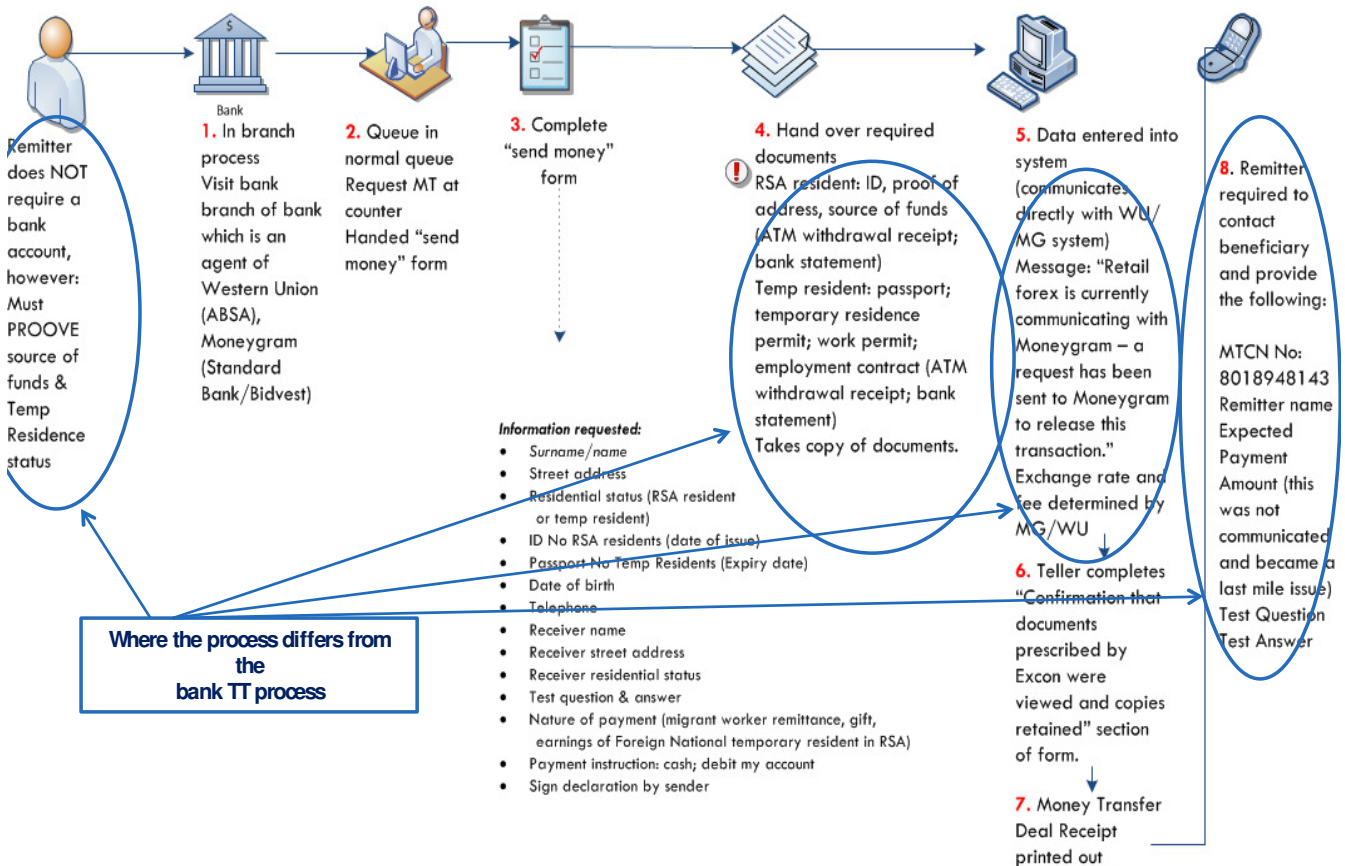 $
Bank
Remitter
does NOT
require a
bank
account,
however:
Must
PROOVE
source of
funds &
Temp
Residence
status
1. In branch
process
Visit bank
branch of bank
which is an
agent of
Western Union
(ABSA),
Moneygram
(Standard
Bank/Bidvest)
2. Queue in
normal queue
Request MT at
counter
Handed "send
money" form
3. Complete
"send money"
form
Information requested:
• Surname/name
• Street address
• Residential status (RSA resident
or temp resident)
• ID No RSA residents (date of issue)
• Passport No Temp Residents (Expiry date)
• Date of birth
• Telephone
• Receiver name
• Receiver street address
• Receiver residential status
• Test question & answer
• Nature of payment (migrant worker remittance, gift,
earnings of Foreign National temporary resident in RSA)
• Payment instruction: cash; debit my account
• Sign declaration by sender
4. Hand over required
documents
RSA resident: ID, proof of
address, source of funds
(ATM withdrawal receipt;
bank statement)
Temp resident: passport;
temporary residence
permit; work permit;
employment contract (ATM
withdrawal receipt; bank
statement)
Takes copy of documents.
5. Data entered into
system
(communicates
directly with WU/
MG system)
Message: "Retail
forex is currently
communicating with
Moneygram – a
request has been
sent to Moneygram
to release this
transaction."
Exchange rate and
fee determined by
MG/WU
6. Teller completes
"Confirmation that
documents
prescribed by
Excon were
viewed and copies
retained" section
of form.
7. Money Transfer
Deal Receipt
printed out
8. Remitter
required to
contact
beneficiary
and provide
the following:
MTCN No:
8018948143
Remitter name
Expected
Payment
Amount (this
was not
communicated
and became a
last mile issue)
Test Question
Test Answer
Where the process differs from
the
bank TT process